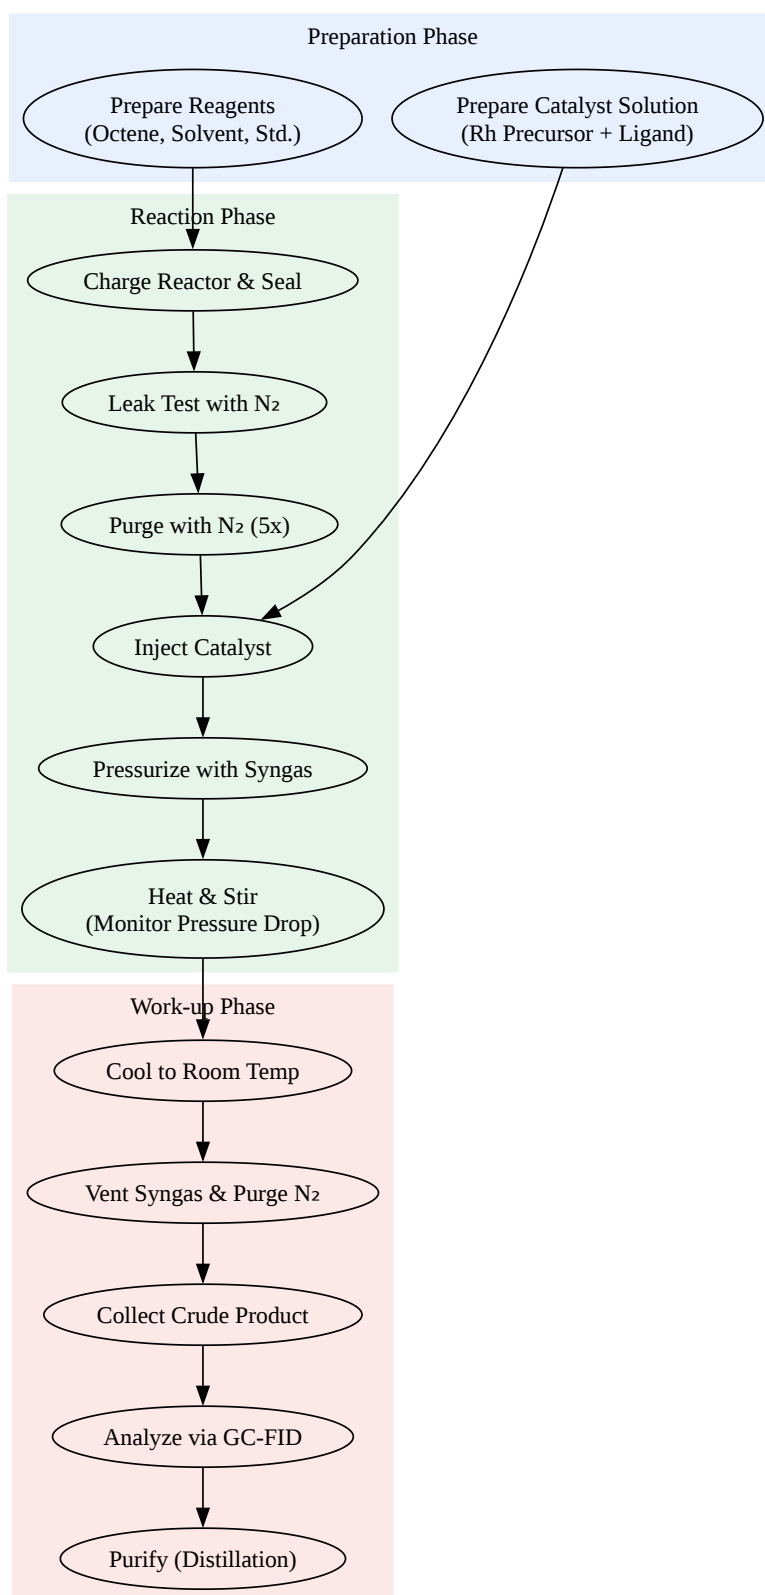 Preparation Phase
Prepare Reagents
(Octene, Solvent, Std.)
Prepare Catalyst Solution
(Rh Precursor + Ligand)
Reaction Phase
Charge Reactor & Seal
Leak Test with N₂
Purge with N₂ (5x)
Inject Catalyst
Pressurize with Syngas
Heat & Stir
(Monitor Pressure Drop)
Work-up Phase
Cool to Room Temp
Vent Syngas & Purge N₂
Collect Crude Product
Analyze via GC-FID
Purify (Distillation)